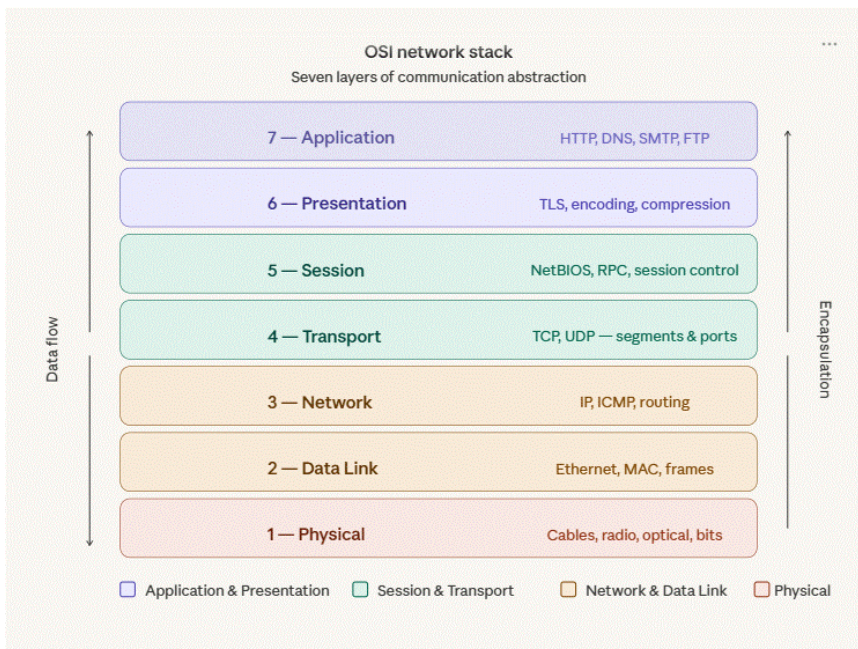 OSI network stack
Seven layers of communication abstraction
7 — Application HTTP, DNS, SMTP, FTP
6 — Presentation TLS, encoding, compression
5 — Session NetBIOS, RPC, session control
4 — Transport TCP, UDP — segments & ports
3 — Network IP, ICMP, routing
2 — Data Link Ethernet, MAC, frames
1 — Physical Cables, radio, optical, bits
Data flow
Encapsulation
Application & Presentation Session & Transport Network & Data Link Physical